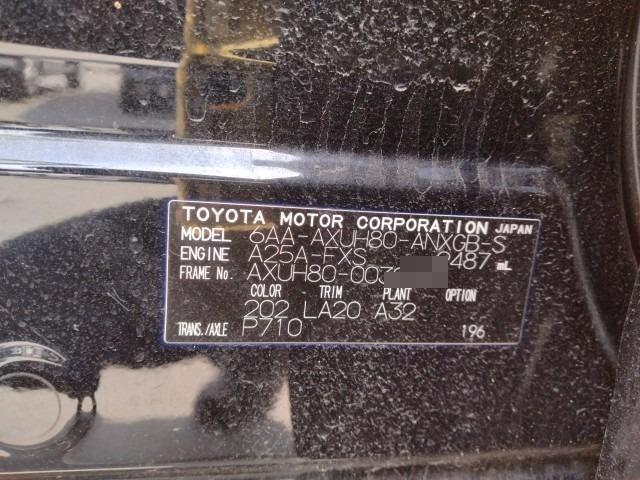 TOYOTA MOTOR CORPORATION JAPAN
MODEL 6AA-AXUH80-ANXGB-S
ENGINE A25A-FXS 2487 mL
FRAME No. AXUH80-003
COLOR TRIM PLANT OPTION
202 LA20 A32
TRANS./AXLE P710 196